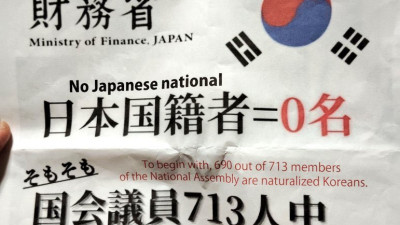 財務省
Ministry of Finance, JAPAN
No Japanese national
日本国籍者=0名
そもそも
To begin with, 690 out of 713 members
of the National Assembly are naturalized Koreans.
国会議員713人中